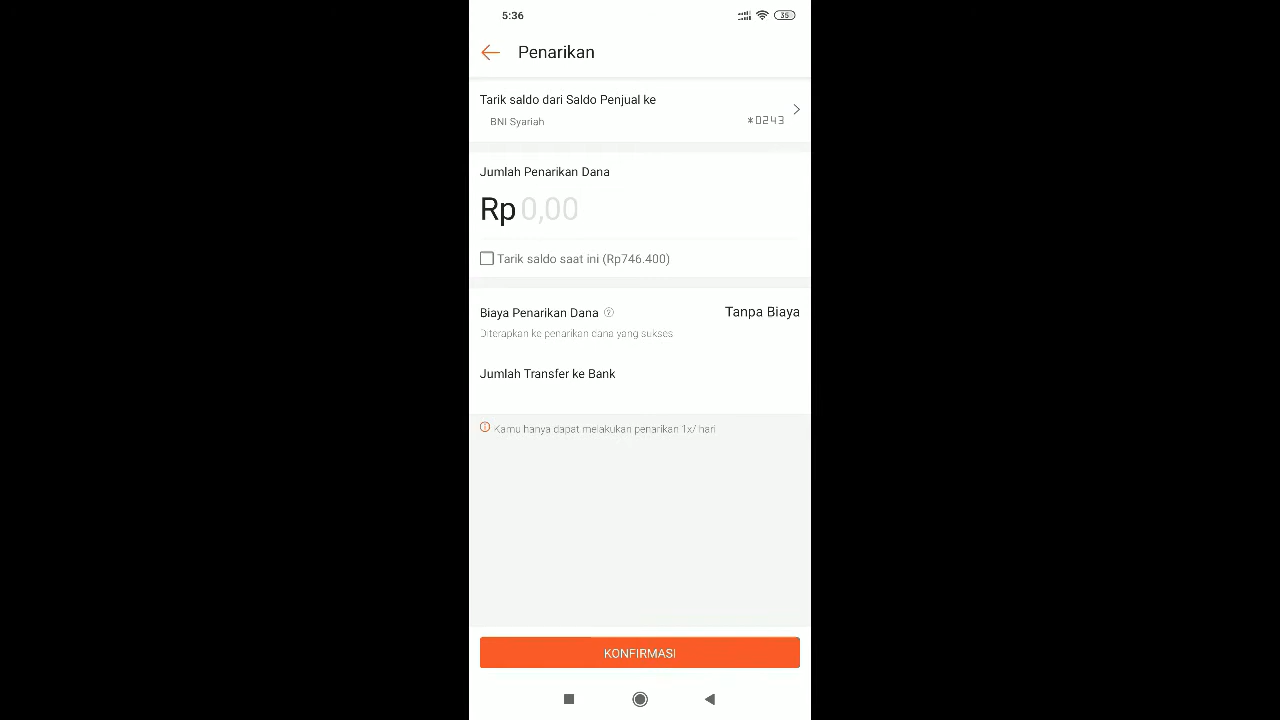 5:36
35
Penarikan
Tarik saldo dari Saldo Penjual ke
BNI Syariah
*0243
Jumlah Penarikan Dana
Rp 0,00
Tarik saldo saat ini (Rp746.400)
Biaya Penarikan Dana ?
Tanpa Biaya
Diterapkan ke penarikan dana yang sukses
Jumlah Transfer ke Bank
Kamu hanya dapat melakukan penarikan 1x/ hari
KONFIRMASI